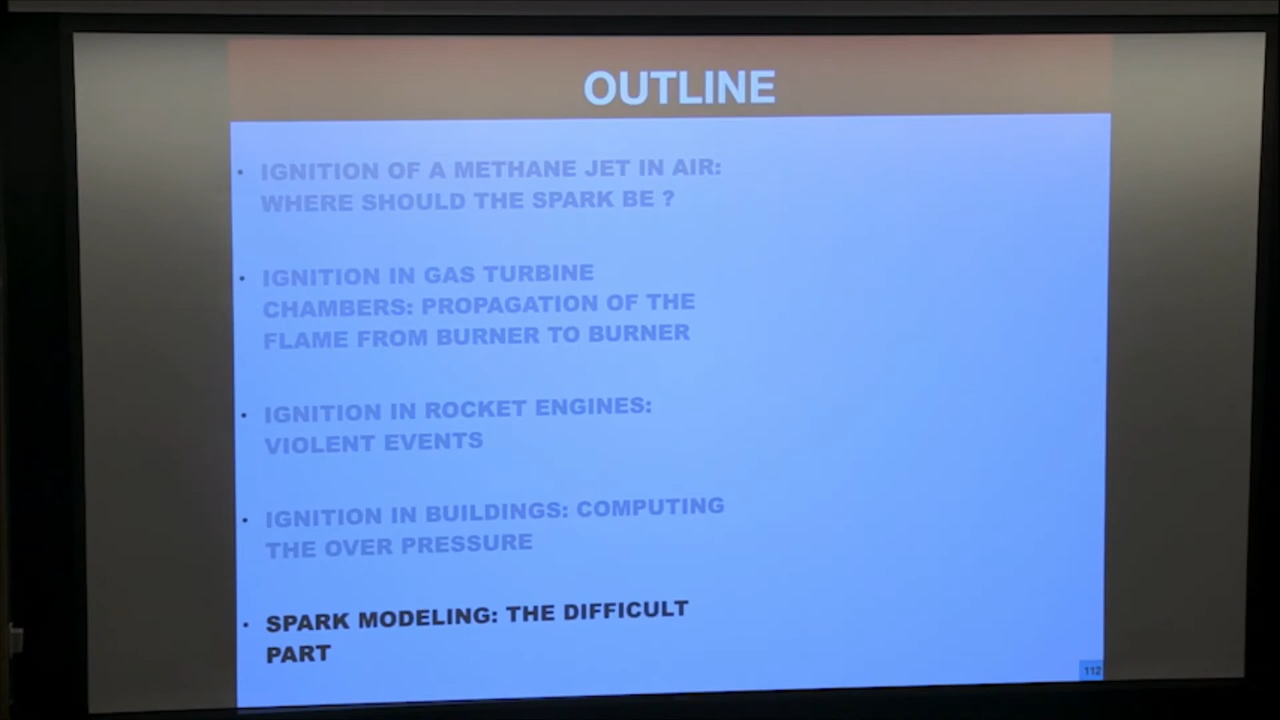 OUTLINE
• IGNITION OF A METHANE JET IN AIR:
WHERE SHOULD THE SPARK BE ?
• IGNITION IN GAS TURBINE
CHAMBERS: PROPAGATION OF THE
FLAME FROM BURNER TO BURNER
• IGNITION IN ROCKET ENGINES:
VIOLENT EVENTS
• IGNITION IN BUILDINGS: COMPUTING
THE OVER PRESSURE
• SPARK MODELING: THE DIFFICULT
PART
112